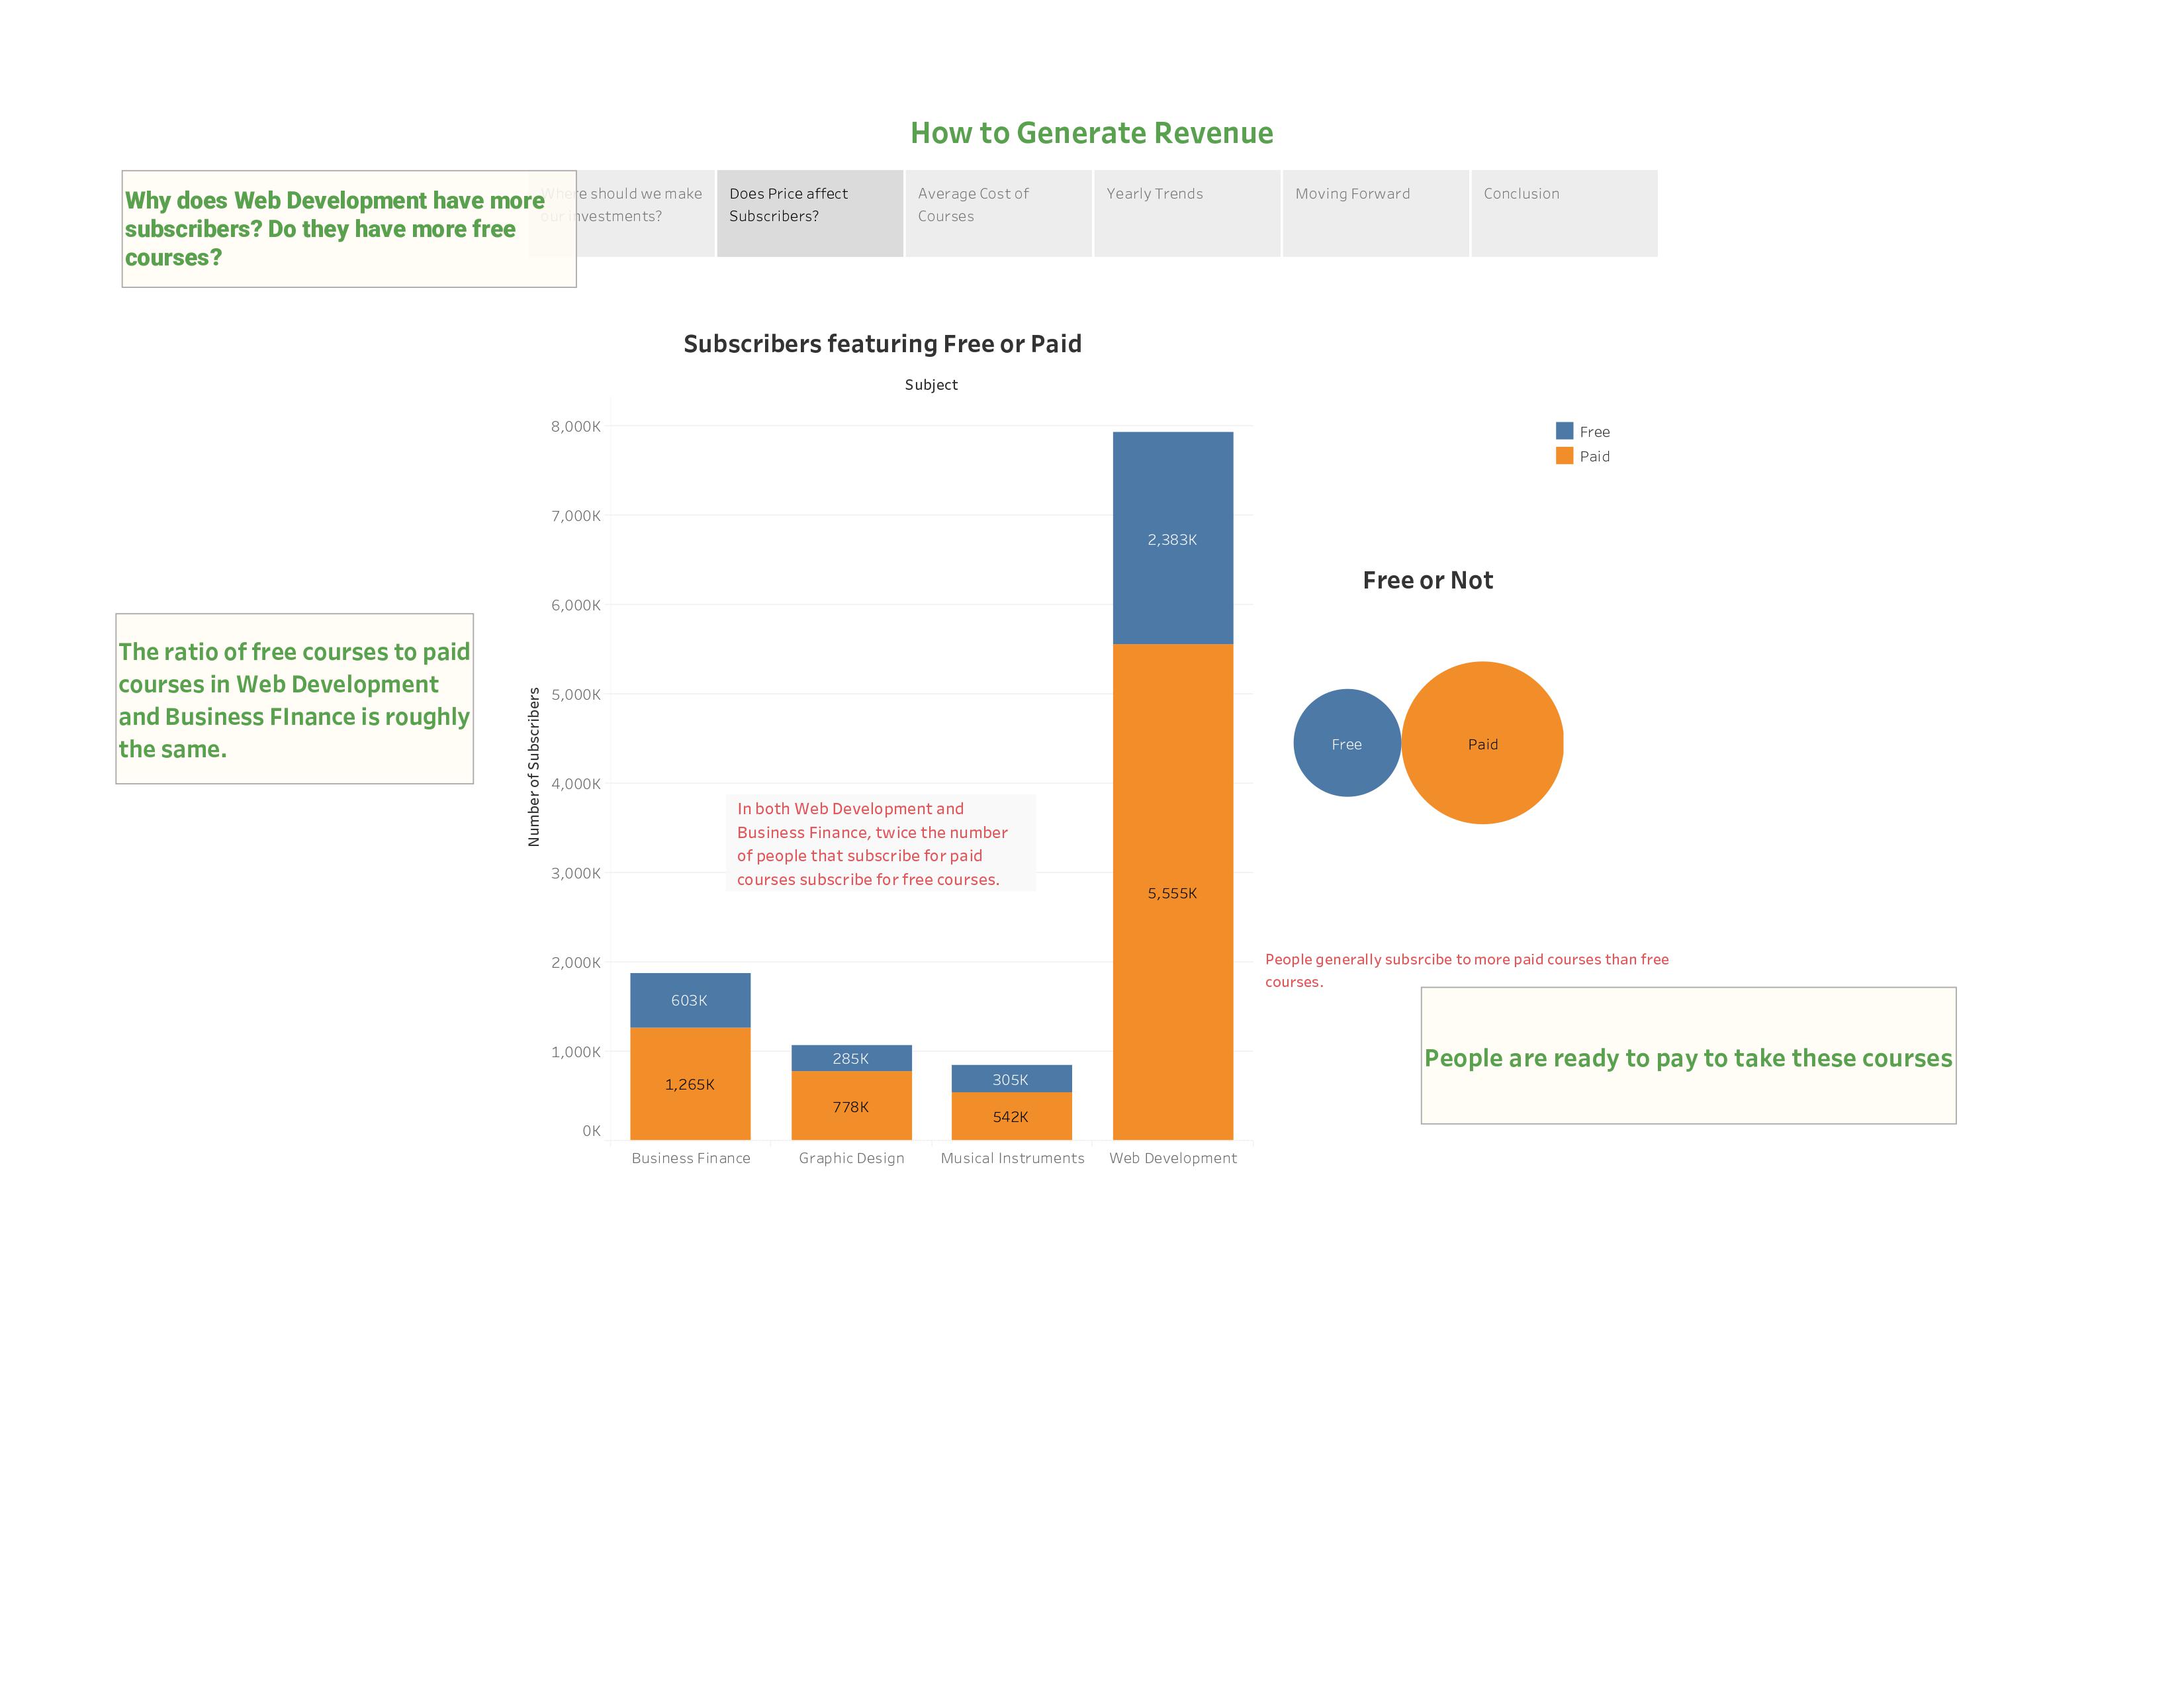 How to Generate Revenue
Why does Web Development have more
subscribers? Do they have more free
courses?
Where should we make
our investments?
Does Price affect
Subscribers?
Average Cost of
Courses
Yearly Trends
Moving Forward
Conclusion
Subscribers featuring Free or Paid
Subject
Free
Paid
8,000K
7,000K
6,000K
5,000K
4,000K
3,000K
2,000K
1,000K
0K
Number of Subscribers
2,383K
5,555K
603K
1,265K
285K
778K
305K
542K
Business Finance
Graphic Design
Musical Instruments
Web Development
The ratio of free courses to paid
courses in Web Development
and Business FInance is roughly
the same.
In both Web Development and
Business Finance, twice the number
of people that subscribe for paid
courses subscribe for free courses.
Free or Not
Free
Paid
People generally subsrcibe to more paid courses than free
courses.
People are ready to pay to take these courses